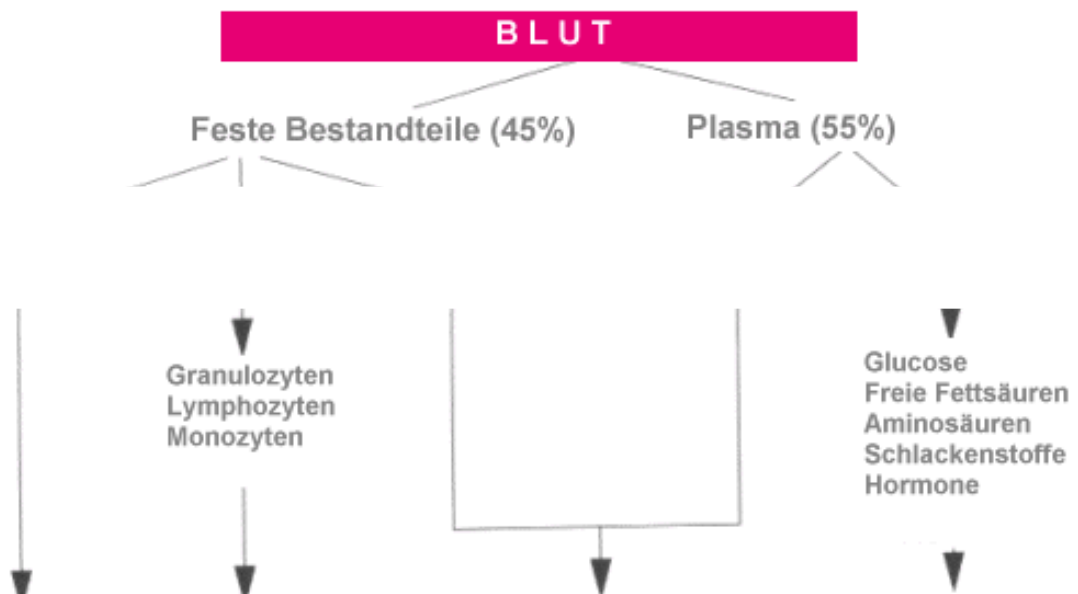 BLUT
Feste Bestandteile (45%)
Plasma (55%)
Granulozyten
Lymphozyten
Monozyten
Glucose
Freie Fettsäuren
Aminosäuren
Schlackenstoffe
Hormone